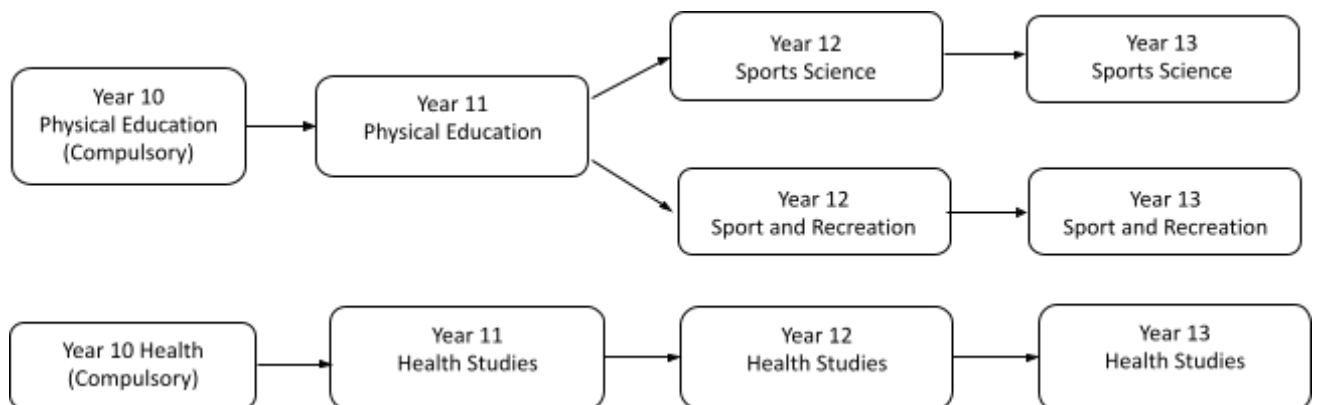 Year 10
Physical Education
(Compulsory)
Year 11
Physical Education
Year 12
Sports Science
Year 13
Sports Science
Year 12
Sport and Recreation
Year 13
Sport and Recreation
Year 10 Health
(Compulsory)
Year 11
Health Studies
Year 12
Health Studies
Year 13
Health Studies